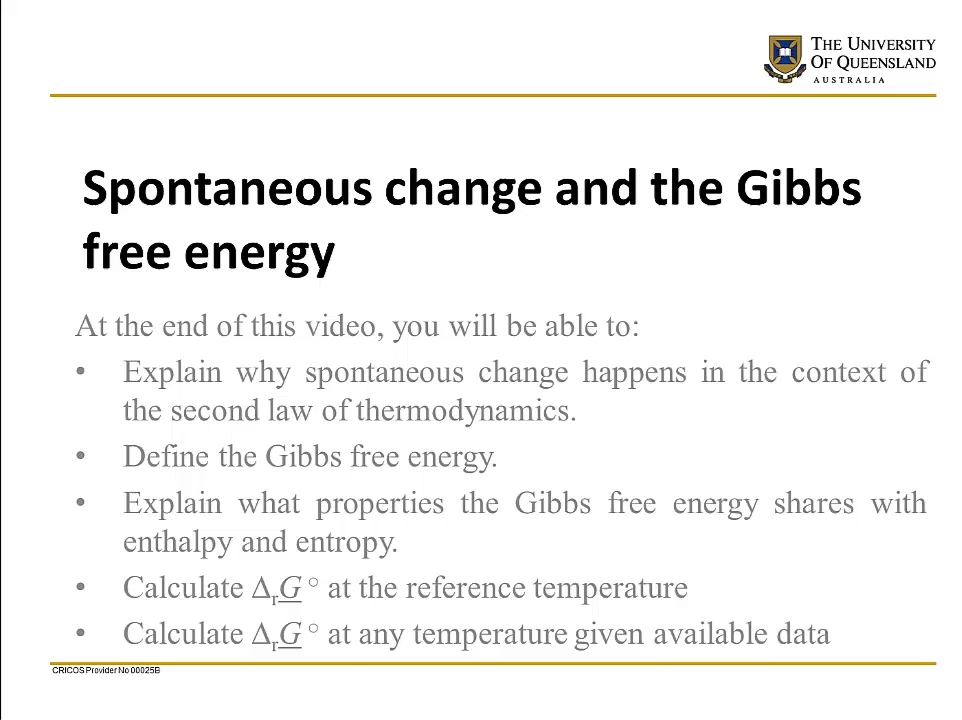 THE UNIVERSITY
OF QUEENSLAND
AUSTRALIA
Spontaneous change and the Gibbs
free energy
At the end of this video, you will be able to:
• Explain why spontaneous change happens in the context of
the second law of thermodynamics.
• Define the Gibbs free energy.
• Explain what properties the Gibbs free energy shares with
enthalpy and entropy.
• Calculate ΔrG° at the reference temperature
• Calculate ΔrG° at any temperature given available data
CRICOS Provider No 00025B